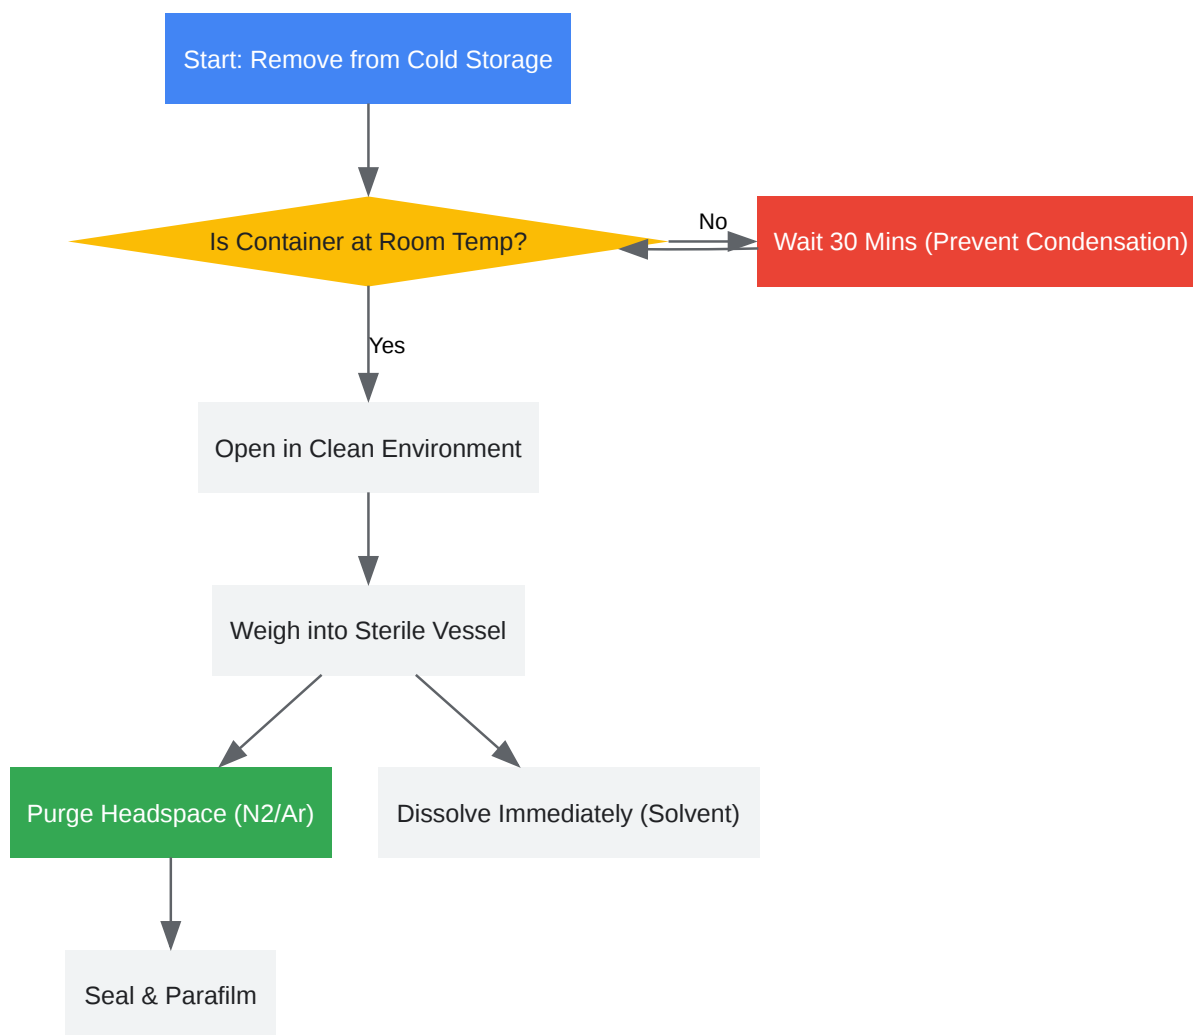 Start: Remove from Cold Storage
Is Container at Room Temp?
No
Wait 30 Mins (Prevent Condensation)
Yes
Open in Clean Environment
Weigh into Sterile Vessel
Purge Headspace (N2/Ar)
Dissolve Immediately (Solvent)
Seal & Parafilm